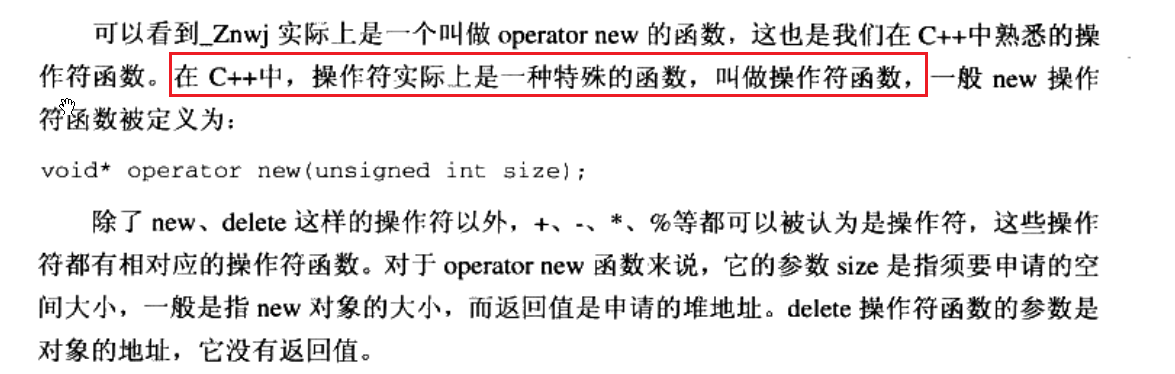 可以看到_Znwj 实际上是一个叫做 operator new 的函数，这也是我们在 C++中熟悉的操
作符函数。在 C++中，操作符实际上是一种特殊的函数，叫做操作符函数，一般 new 操作
符函数被定义为：
void* operator new(unsigned int size);
除了 new、delete 这样的操作符以外，+、-、*、%等都可以被认为是操作符，这些操作
符都有相对应的操作符函数。对于 operator new 函数来说，它的参数 size 是指须要申请的空
间大小，一般是指 new 对象的大小，而返回值是申请的堆地址。delete 操作符函数的参数是
对象的地址，它没有返回值。